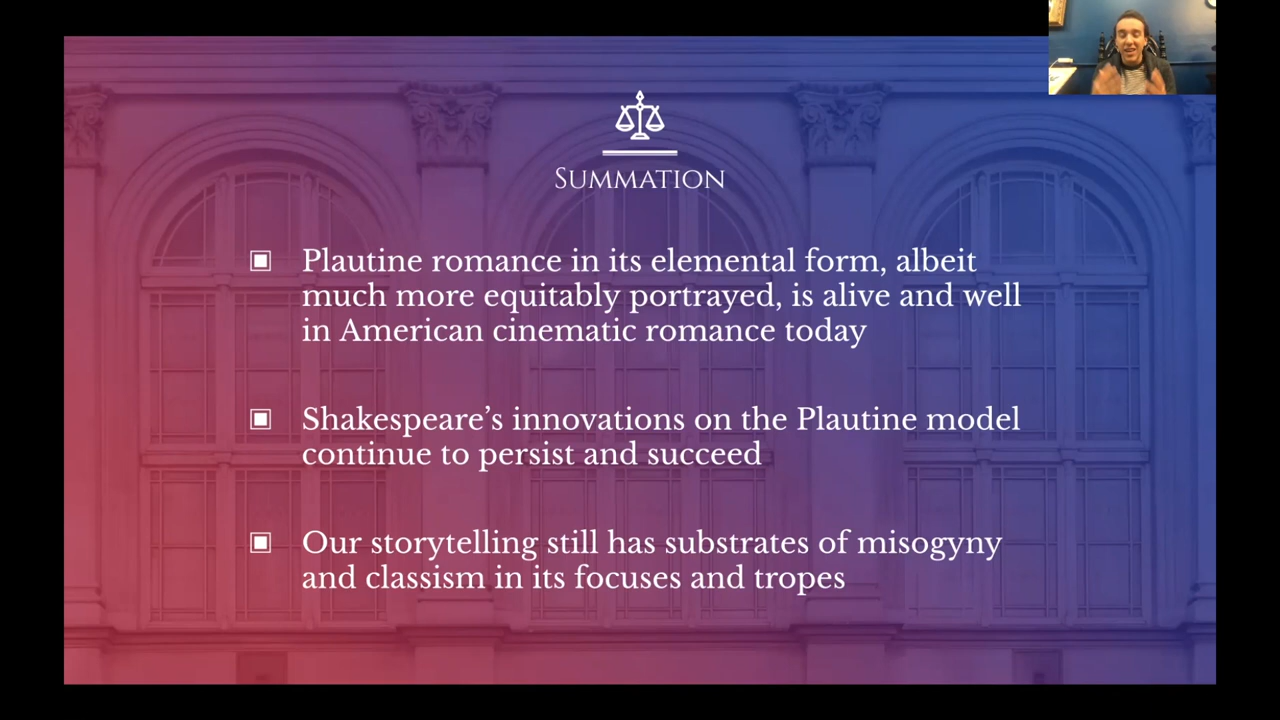 Summation
Plautine romance in its elemental form, albeit
much more equitably portrayed, is alive and well
in American cinematic romance today
Shakespeare’s innovations on the Plautine model
continue to persist and succeed
Our storytelling still has substrates of misogyny
and classism in its focuses and tropes